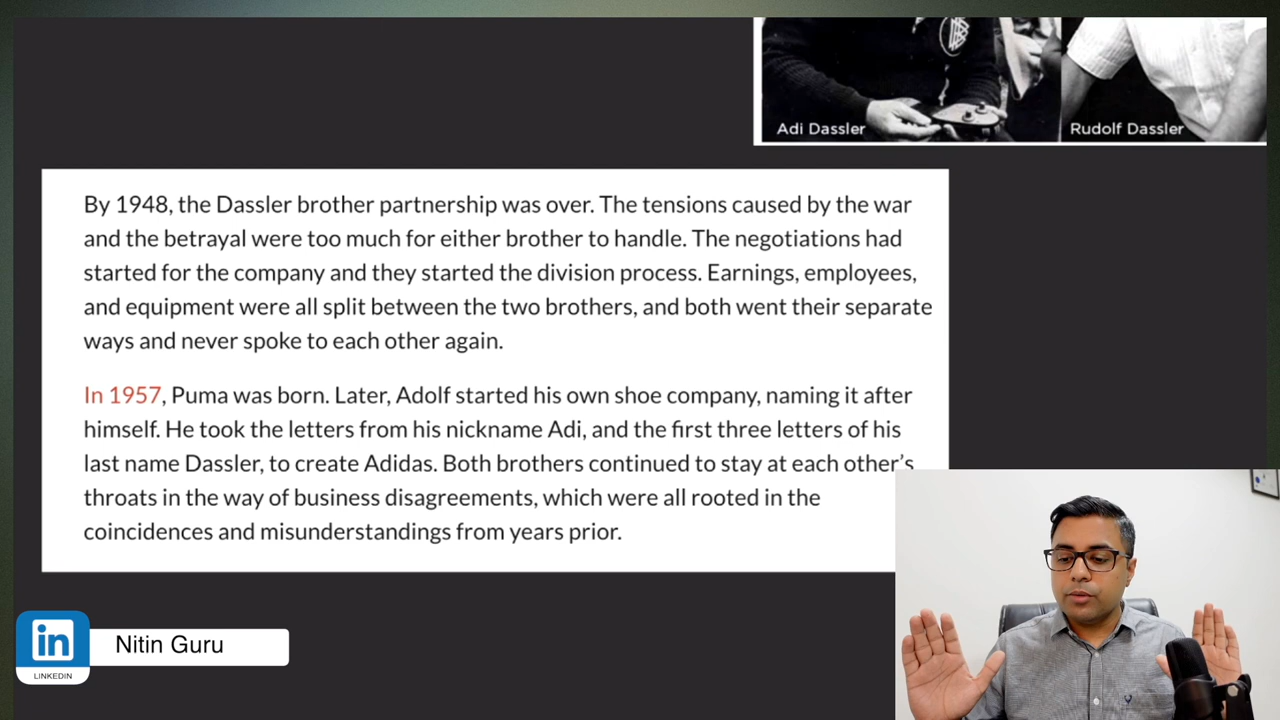 Adi Dassler
Rudolf Dassler
By 1948, the Dassler brother partnership was over. The tensions caused by the war
and the betrayal were too much for either brother to handle. The negotiations had
started for the company and they started the division process. Earnings, employees,
and equipment were all split between the two brothers, and both went their separate
ways and never spoke to each other again.
In 1957, Puma was born. Later, Adolf started his own shoe company, naming it after
himself. He took the letters from his nickname Adi, and the first three letters of his
last name Dassler, to create Adidas. Both brothers continued to stay at each other's
throats in the way of business disagreements, which were all rooted in the
coincidences and misunderstandings from years prior.
in
Nitin Guru
LINKEDIN